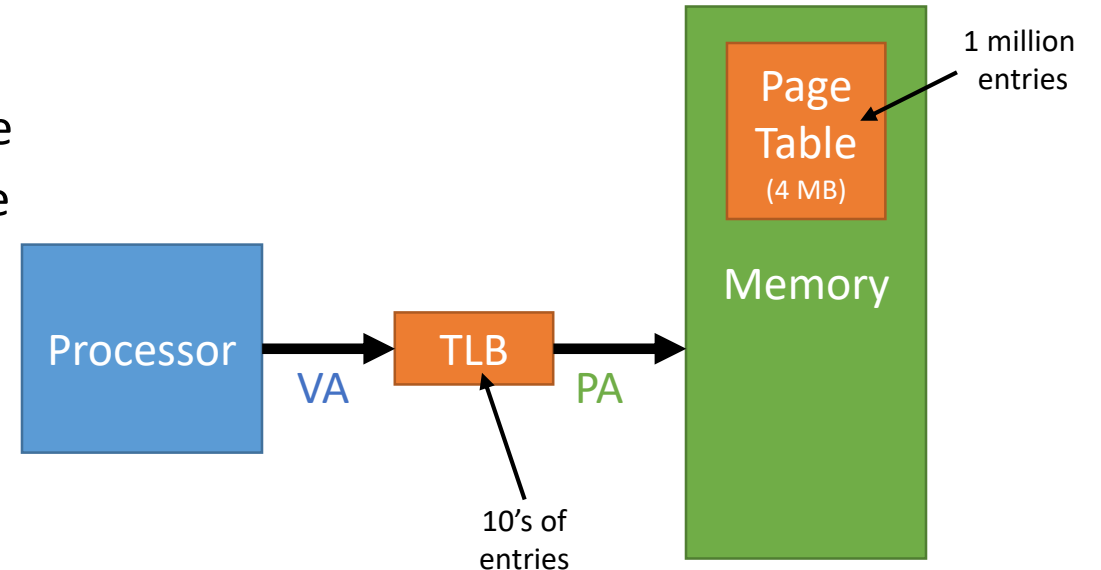 e
e
1 million
entries
Page
Table
(4 MB)
Memory
Processor
VA
TLB
PA
10’s of
entries